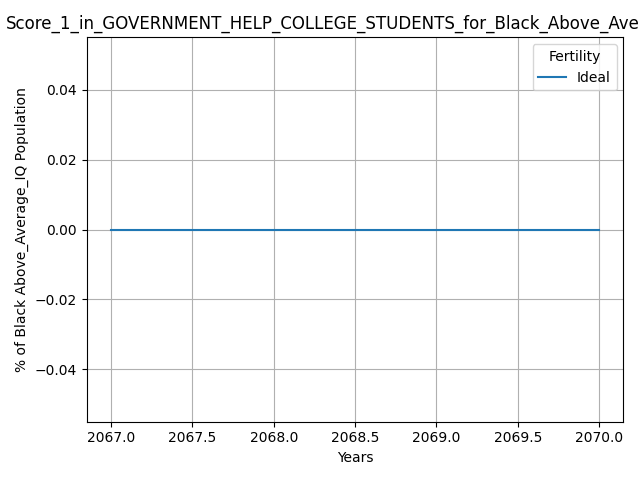 Score_1_in_GOVERNMENT_HELP_COLLEGE_STUDENTS_for_Black_Above_Ave
Fertility
Ideal
% of Black Above_Average_IQ Population
0.04
0.02
0.00
−0.02
−0.04
2067.0 2067.5 2068.0 2068.5 2069.0 2069.5 2070.0
Years